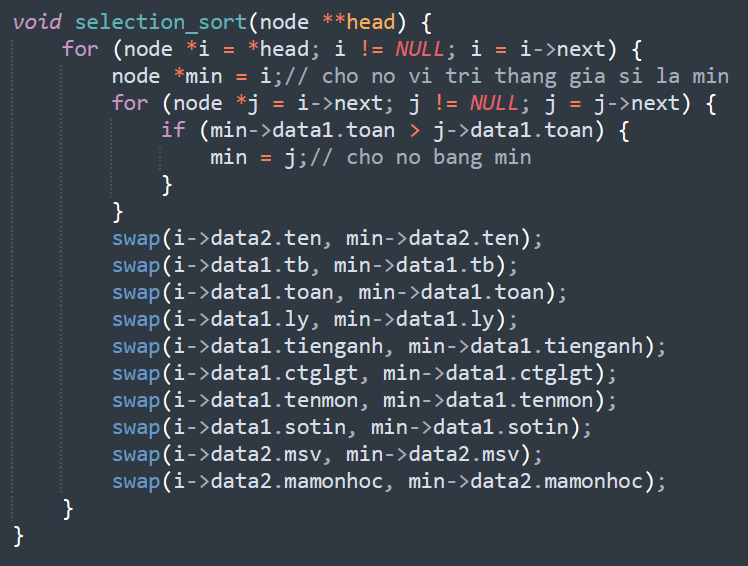 void selection_sort(node **head) {
for (node *i = *head; i != NULL; i = i->next) {
node *min = i;// cho no vi tri thang gia si la min
for (node *j = i->next; j != NULL; j = j->next) {
if (min->data1.toan > j->data1.toan) {
min = j;// cho no bang min
}
}
swap(i->data2.ten, min->data2.ten);
swap(i->data1.tb, min->data1.tb);
swap(i->data1.toan, min->data1.toan);
swap(i->data1.ly, min->data1.ly);
swap(i->data1.tienganh, min->data1.tienganh);
swap(i->data1.ctglgt, min->data1.ctglgt);
swap(i->data1.tenmon, min->data1.tenmon);
swap(i->data1.sotin, min->data1.sotin);
swap(i->data2.msv, min->data2.msv);
swap(i->data2.mamonhoc, min->data2.mamonhoc);
}
}